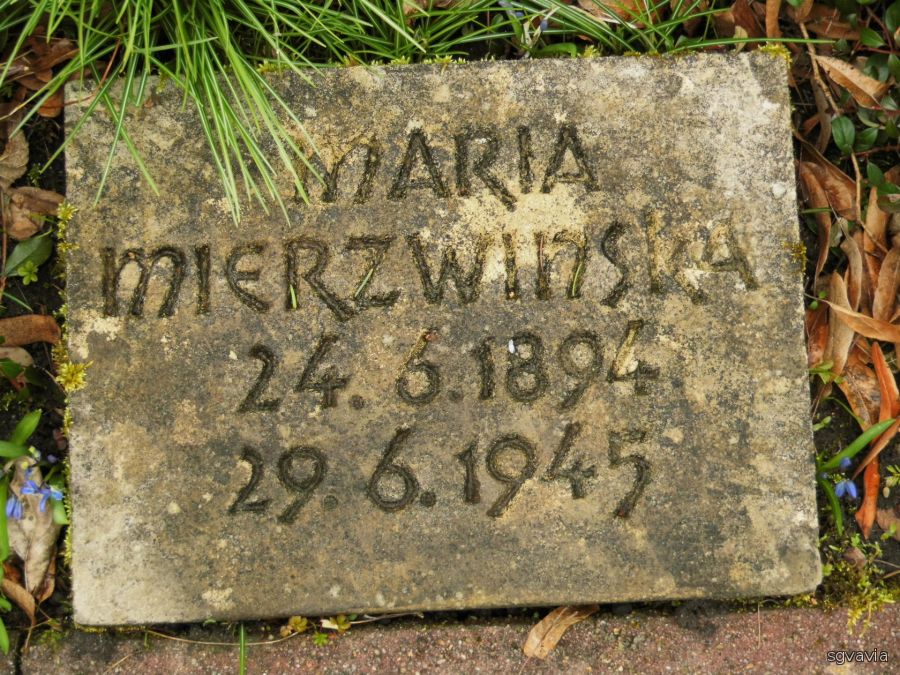 MARIA
MIERZWINSKA
24.6.1894
29.6.1945
sgvavia